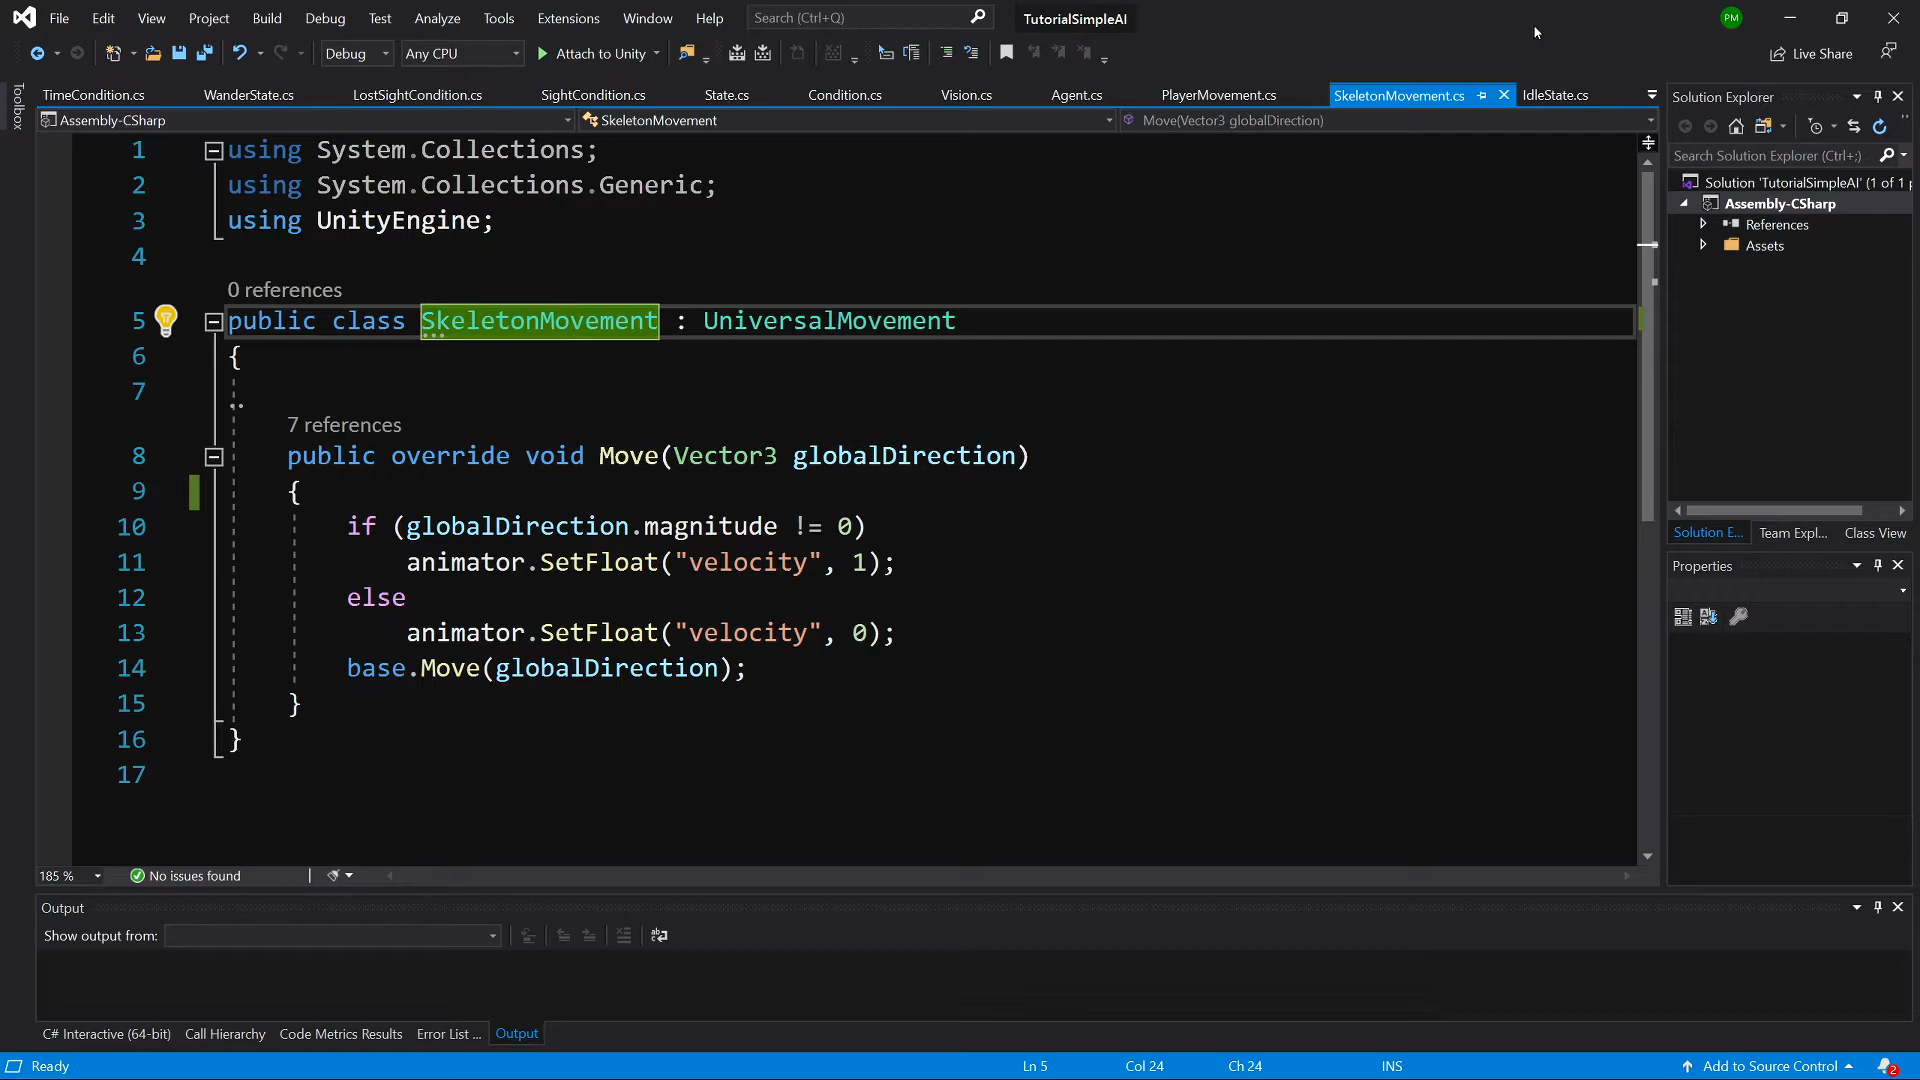 File Edit View Project Build Debug Test Analyze Tools Extensions Window Help Search (Ctrl+Q) TutorialSimpleAI PM
Debug Any CPU Attach to Unity Live Share
Toolbox
TimeCondition.cs WanderState.cs LostSightCondition.cs SightCondition.cs State.cs Condition.cs Vision.cs Agent.cs PlayerMovement.cs SkeletonMovement.cs IdleState.cs
Assembly-CSharp SkeletonMovement Move(Vector3 globalDirection)
1 using System.Collections;
2 using System.Collections.Generic;
3 using UnityEngine;
4
0 references
5 public class SkeletonMovement : UniversalMovement
6 {
7
7 references
8 public override void Move(Vector3 globalDirection)
9 {
10 if (globalDirection.magnitude != 0)
11 animator.SetFloat("velocity", 1);
12 else
13 animator.SetFloat("velocity", 0);
14 base.Move(globalDirection);
15 }
16 }
17
185 % No issues found
Solution Explorer
Search Solution Explorer (Ctrl+;)
Solution 'TutorialSimpleAI' (1 of 1 p
Assembly-CSharp
References
Assets
Solution E... Team Expl... Class View
Properties
Output
Show output from:
C# Interactive (64-bit) Call Hierarchy Code Metrics Results Error List ... Output
Ready Ln 5 Col 24 Ch 24 INS Add to Source Control 2